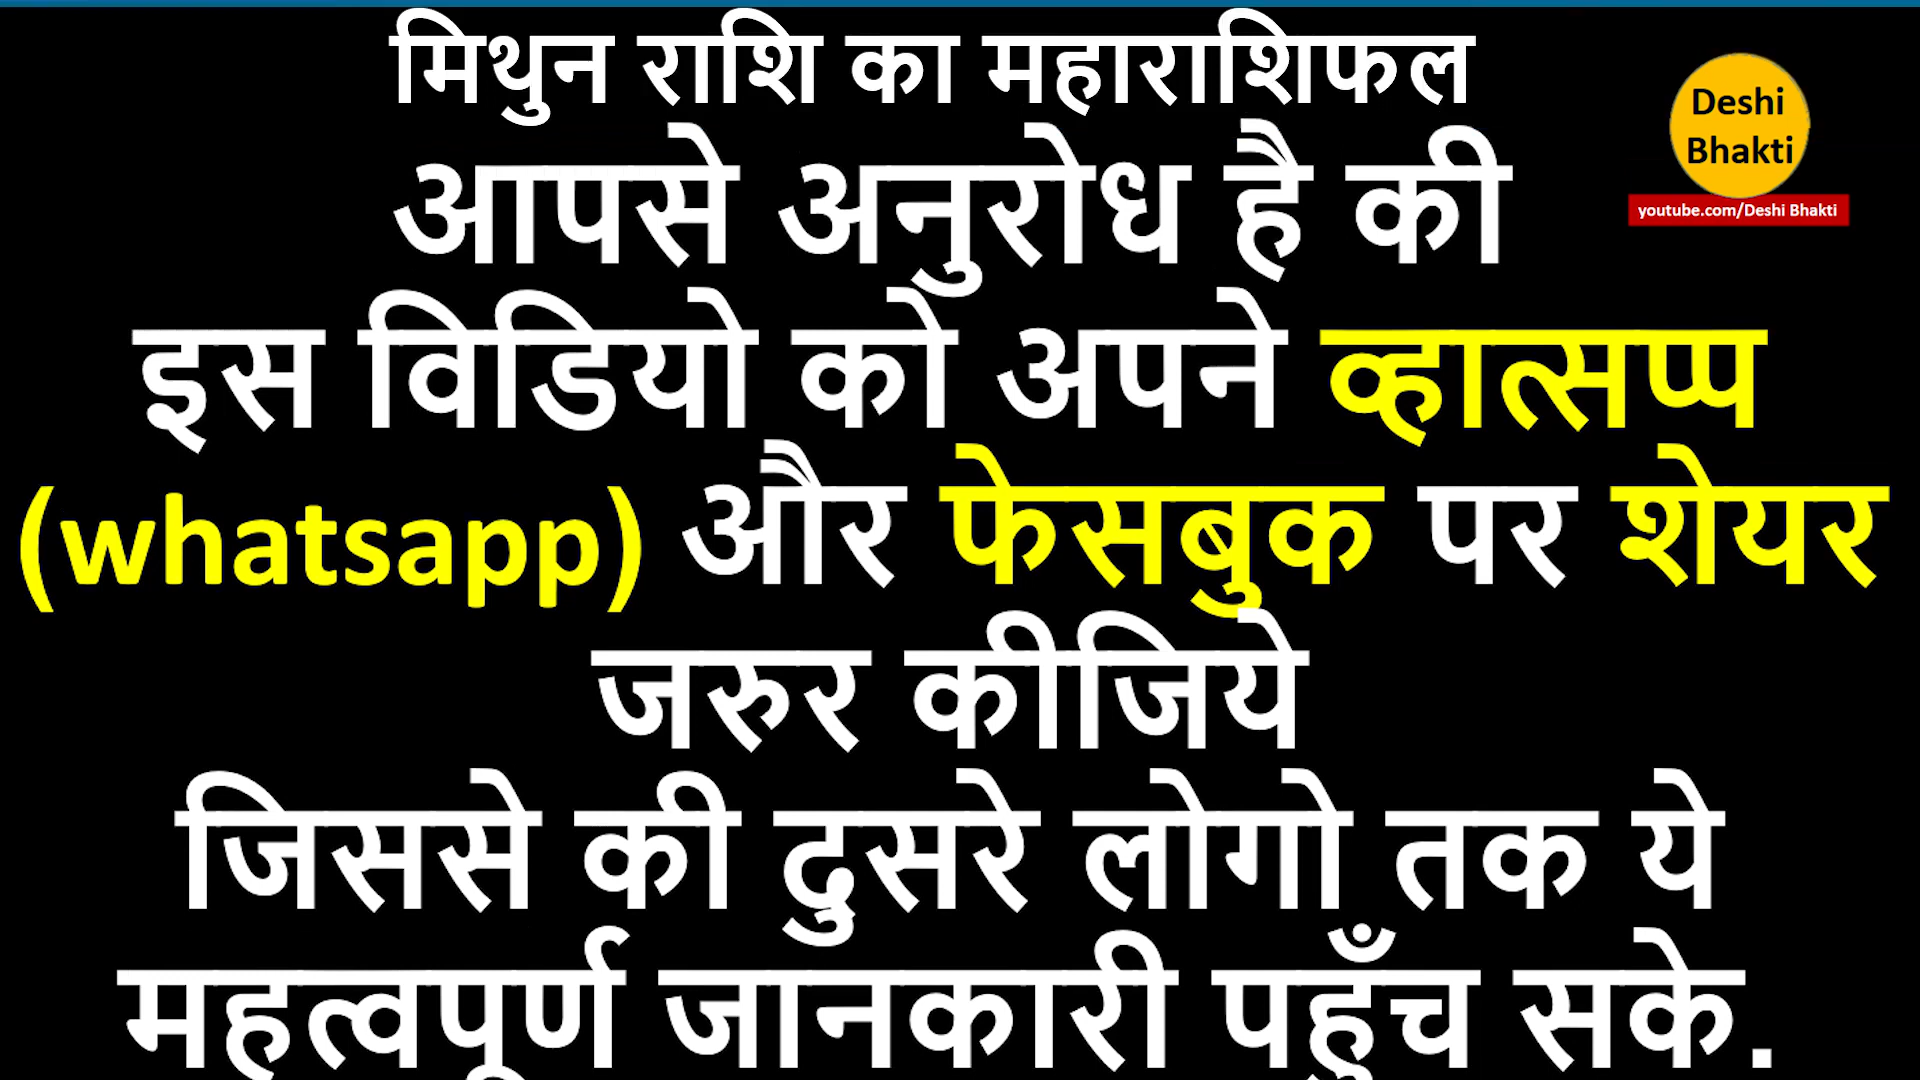 मिथुन राशि का महाराशिफल
आपसे अनुरोध है की
इस विडियो को अपने व्हात्सप्प
(whatsapp) और फेसबुक पर शेयर
जरुर कीजिये
जिससे की दुसरे लोगो तक ये
महत्वपूर्ण जानकारी पहुँच सके.
Deshi
Bhakti
youtube.com/Deshi Bhakti